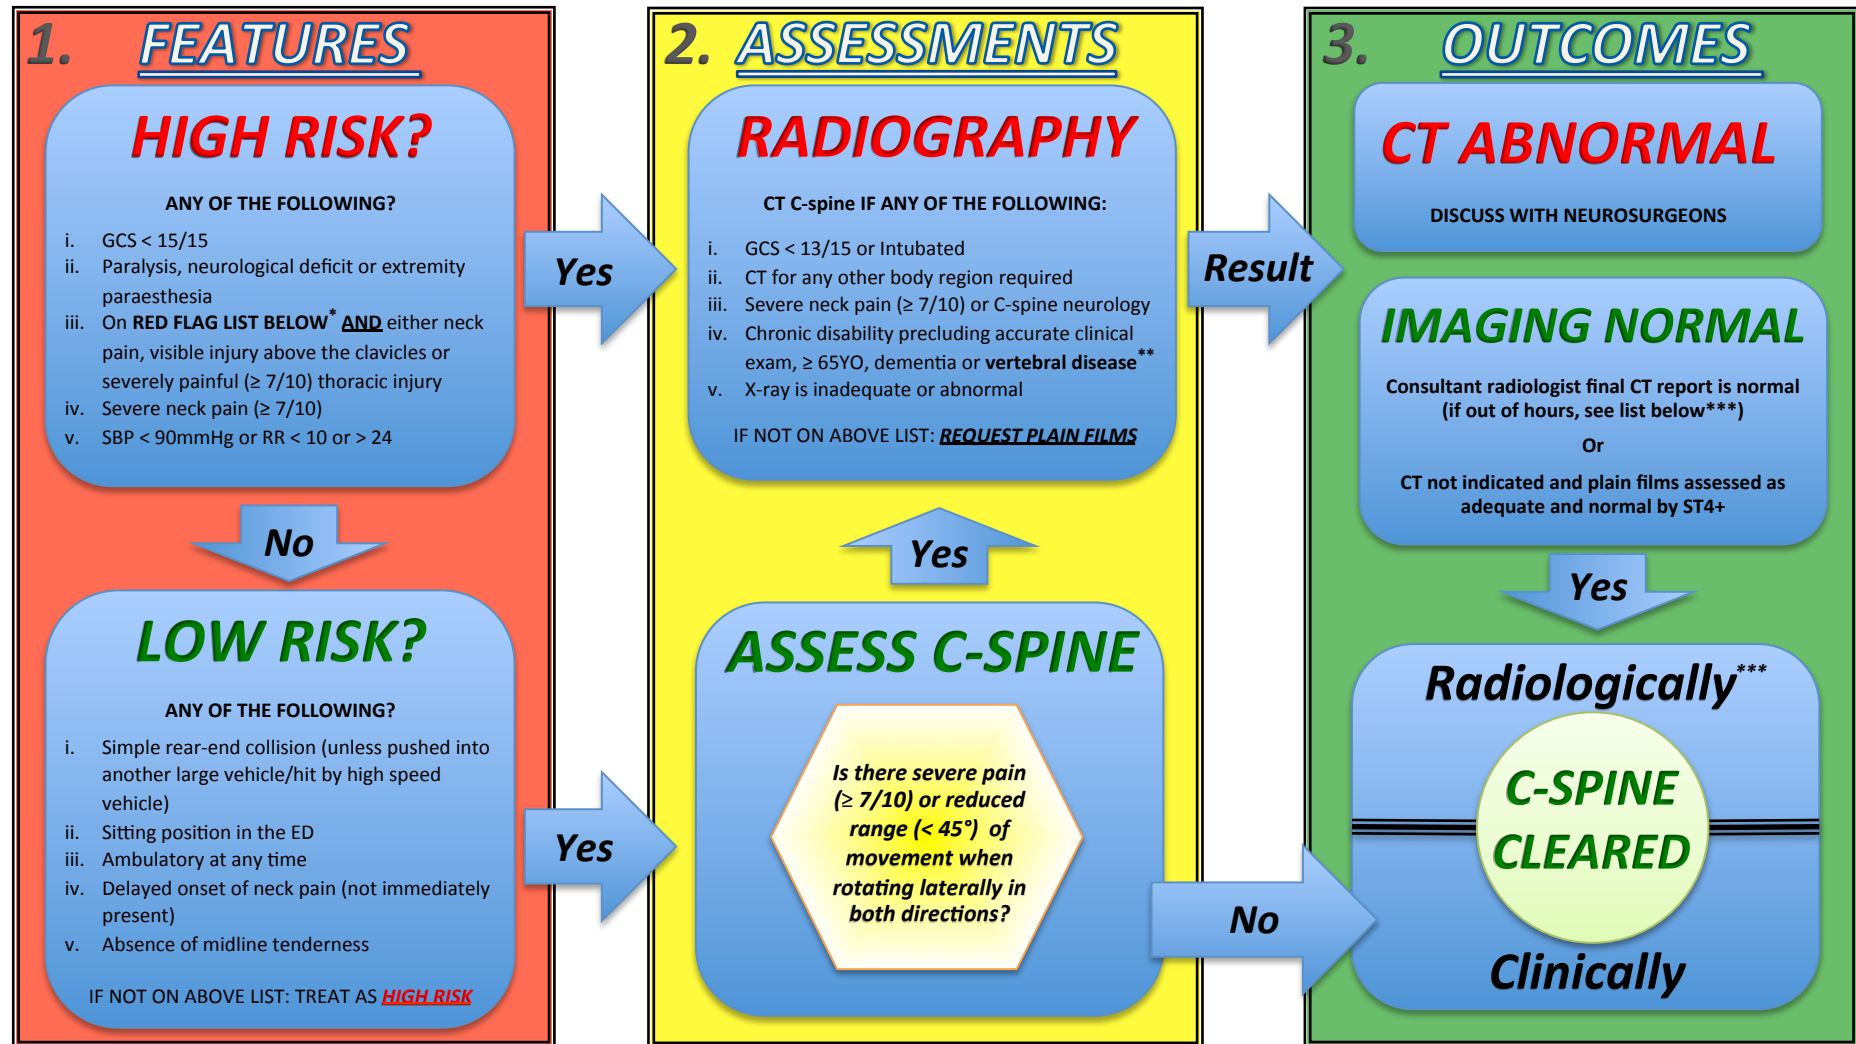 1. FEATURES
HIGH RISK?
ANY OF THE FOLLOWING?
i. GCS < 15/15
ii. Paralysis, neurological deficit or extremity
paraesthesia
iii. On RED FLAG LIST BELOW* AND either neck
pain, visible injury above the clavicles or
severely painful (≥ 7/10) thoracic injury
iv. Severe neck pain (≥ 7/10)
v. SBP < 90mmHg or RR < 10 or > 24
Yes
No
LOW RISK?
ANY OF THE FOLLOWING?
i. Simple rear-end collision (unless pushed into
another large vehicle/hit by high speed
vehicle)
ii. Sitting position in the ED
iii. Ambulatory at any time
iv. Delayed onset of neck pain (not immediately
present)
v. Absence of midline tenderness
IF NOT ON ABOVE LIST: TREAT AS HIGH RISK
Yes
2. ASSESSMENTS
RADIOGRAPHY
CT C-spine IF ANY OF THE FOLLOWING:
i. GCS < 13/15 or Intubated
ii. CT for any other body region required
iii. Severe neck pain (≥ 7/10) or C-spine neurology
iv. Chronic disability precluding accurate clinical
exam, ≥ 65YO, dementia or vertebral disease**
v. X-ray is inadequate or abnormal
IF NOT ON ABOVE LIST: REQUEST PLAIN FILMS
Result
Yes
ASSESS C-SPINE
Is there severe pain
(≥ 7/10) or reduced
range (< 45°) of
movement when
rotating laterally in
both directions?
No
3. OUTCOMES
CT ABNORMAL
DISCUSS WITH NEUROSURGEONS
IMAGING NORMAL
Consultant radiologist final CT report is normal
(if out of hours, see list below***)
Or
CT not indicated and plain films assessed as
adequate and normal by ST4+
Yes
Radiologically***
C-SPINE
CLEARED
Clinically